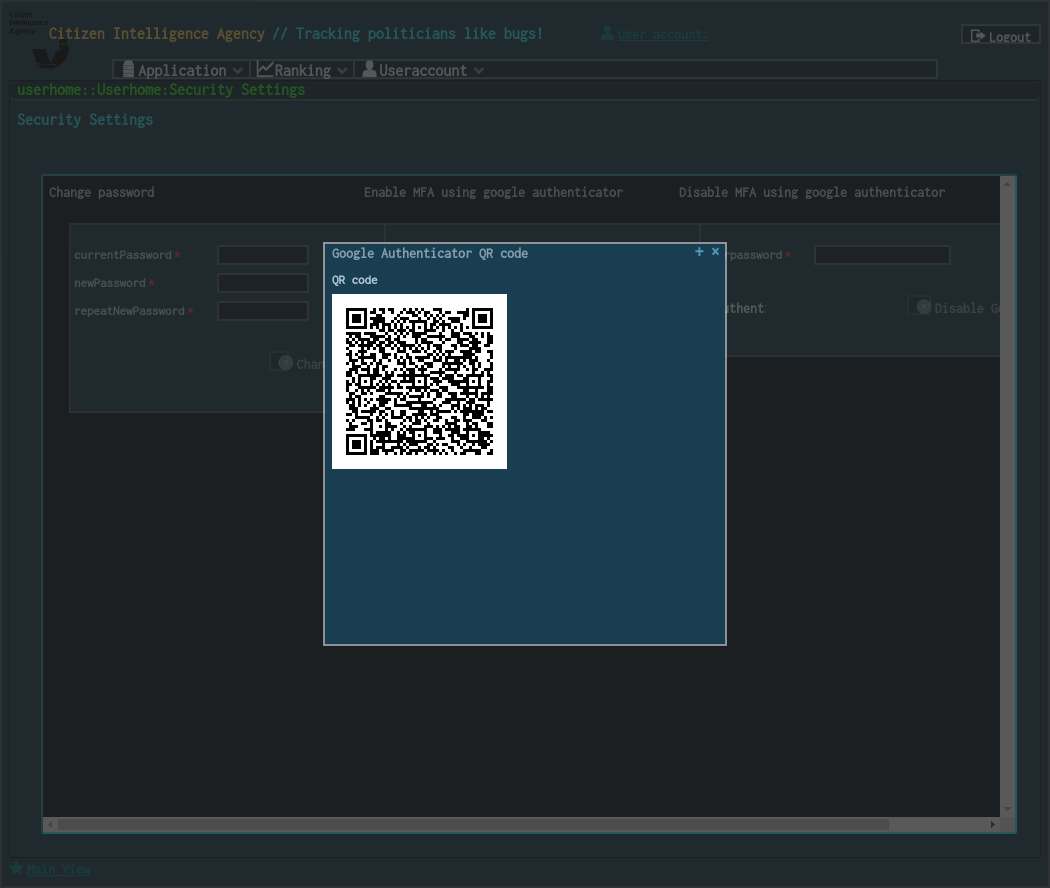 Citizen
Intelligence
Agency
Citizen Intelligence Agency // Tracking politicians like bugs!
User account:
Logout
Application
Ranking
Useraccount
userhome::Userhome:Security Settings
Security Settings
Change password
Enable MFA using google authenticator
Disable MFA using google authenticator
currentPassword*
newPassword*
repeatNewPassword*
Chan
Google Authenticator QR code
+ ×
QR code
rpassword*
uthent
Disable Go
Main View